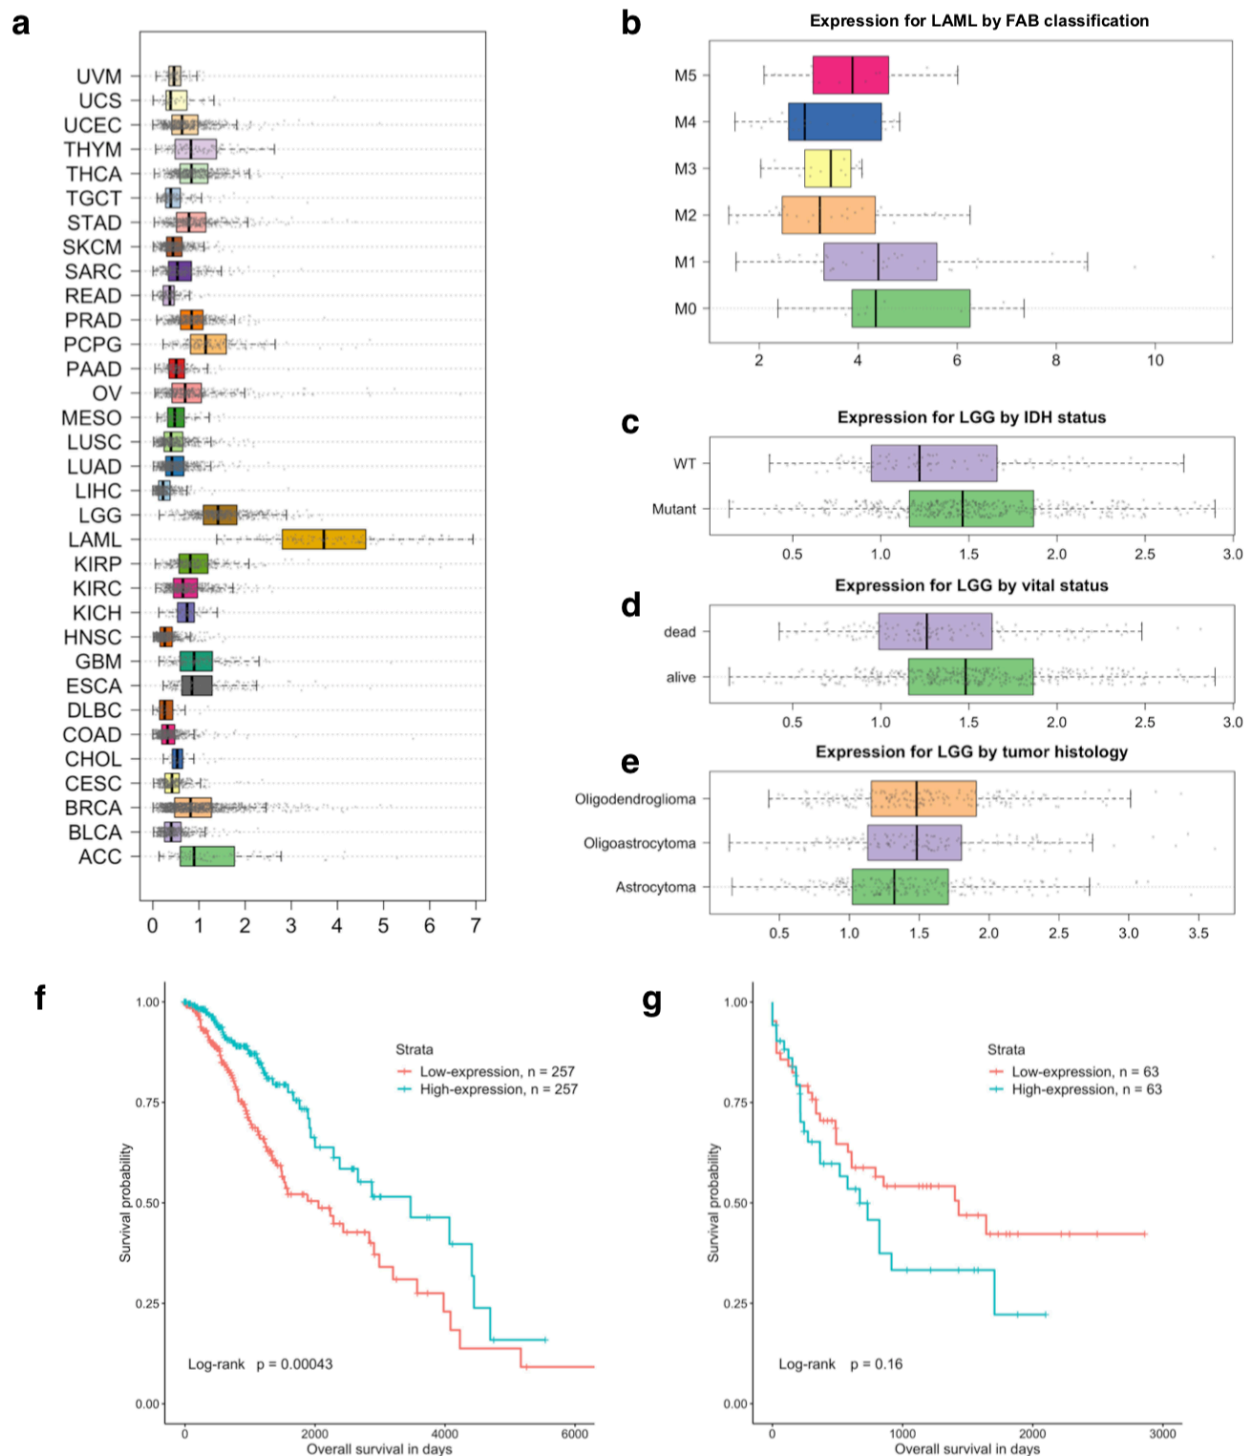 a
UVM
UCS
UCEC
THYM
THCA
TGCT
STAD
SKCM
SARC
READ
PRAD
PCPG
PAAD
OV
MESO
LUSC
LUAD
LIHC
LGG
LAML
KIRP
KIRC
KICH
HNSC
GBM
ESCA
DLBC
COAD
CHOL
CESC
BRCA
BLCA
ACC
0 1 2 3 4 5 6 7
b
Expression for LAML by FAB classification
M5
M4
M3
M2
M1
M0
2 4 6 8 10
c
Expression for LGG by IDH status
WT
Mutant
0.5 1.0 1.5 2.0 2.5 3.0
d
Expression for LGG by vital status
dead
alive
0.5 1.0 1.5 2.0 2.5 3.0
e
Expression for LGG by tumor histology
Oligodendroglioma
Oligoastrocytoma
Astrocytoma
0.5 1.0 1.5 2.0 2.5 3.0 3.5
f
1.00
0.75
0.50
0.25
0.00
Survival probability
Strata
Low-expression, n = 257
High-expression, n = 257
Log-rank p = 0.00043
0 2000 4000 6000
Overall survival in days
g
1.00
0.75
0.50
0.25
0.00
Survival probability
Strata
Low-expression, n = 63
High-expression, n = 63
Log-rank p = 0.16
0 1000 2000 3000
Overall survival in days